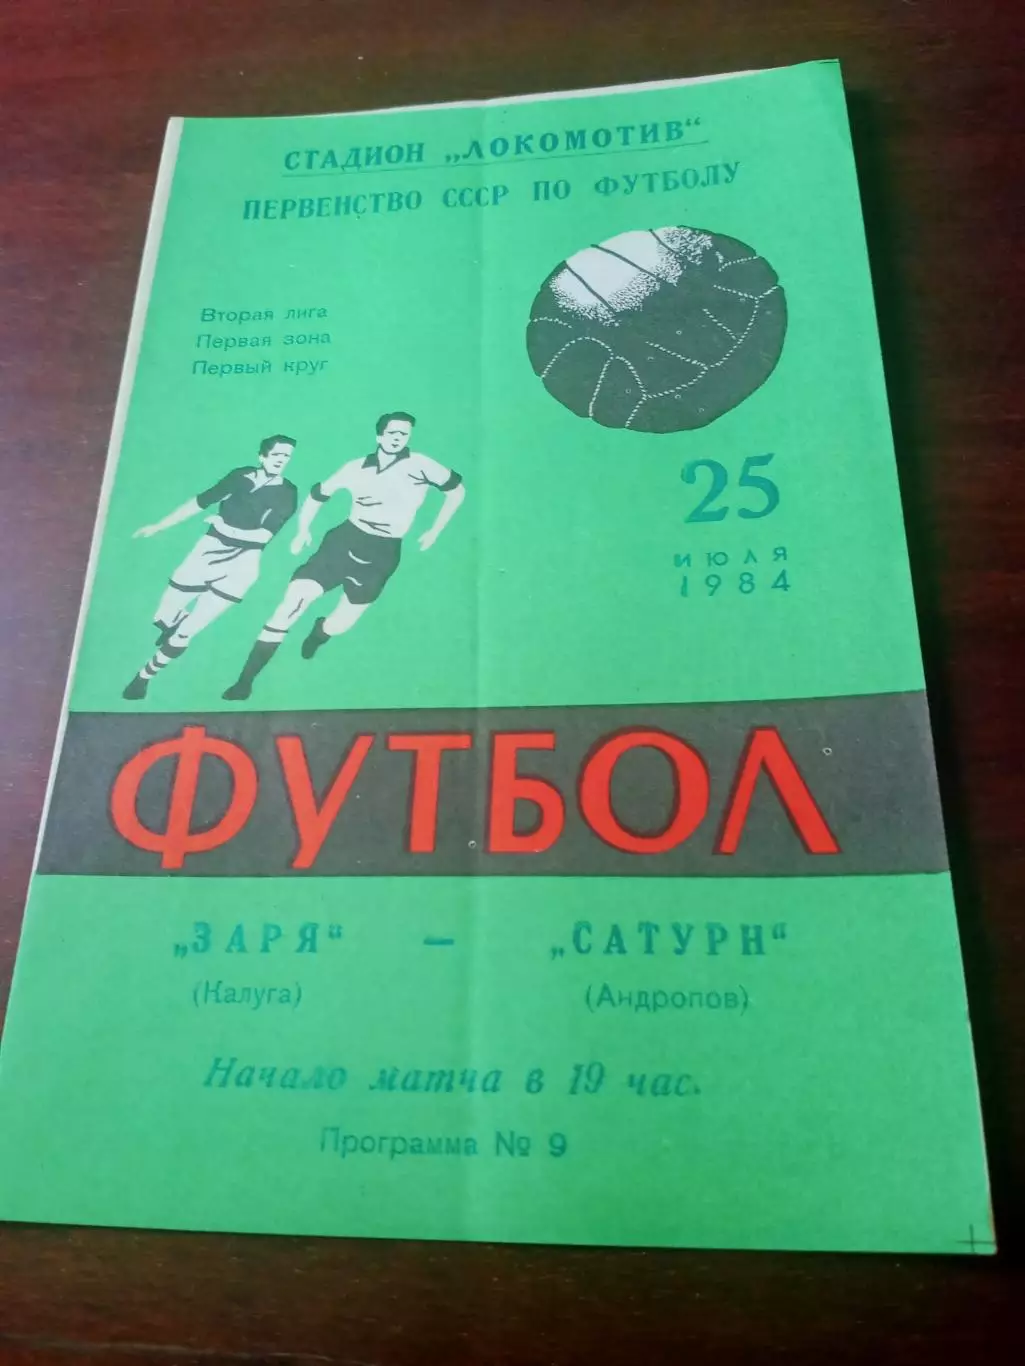 СТАДИОН „ЛОКОМОТИВ“
ПЕРВЕНСТВО СССР ПО ФУТБОЛУ
Вторая лига
Первая зона
Первый круг
25
ИЮЛЯ
1984
ФУТБОЛ
„ЗАРЯ“ — „САТУРН“
(Калуга) (Андропов)
Начало матча в 19 час.
Программа № 9